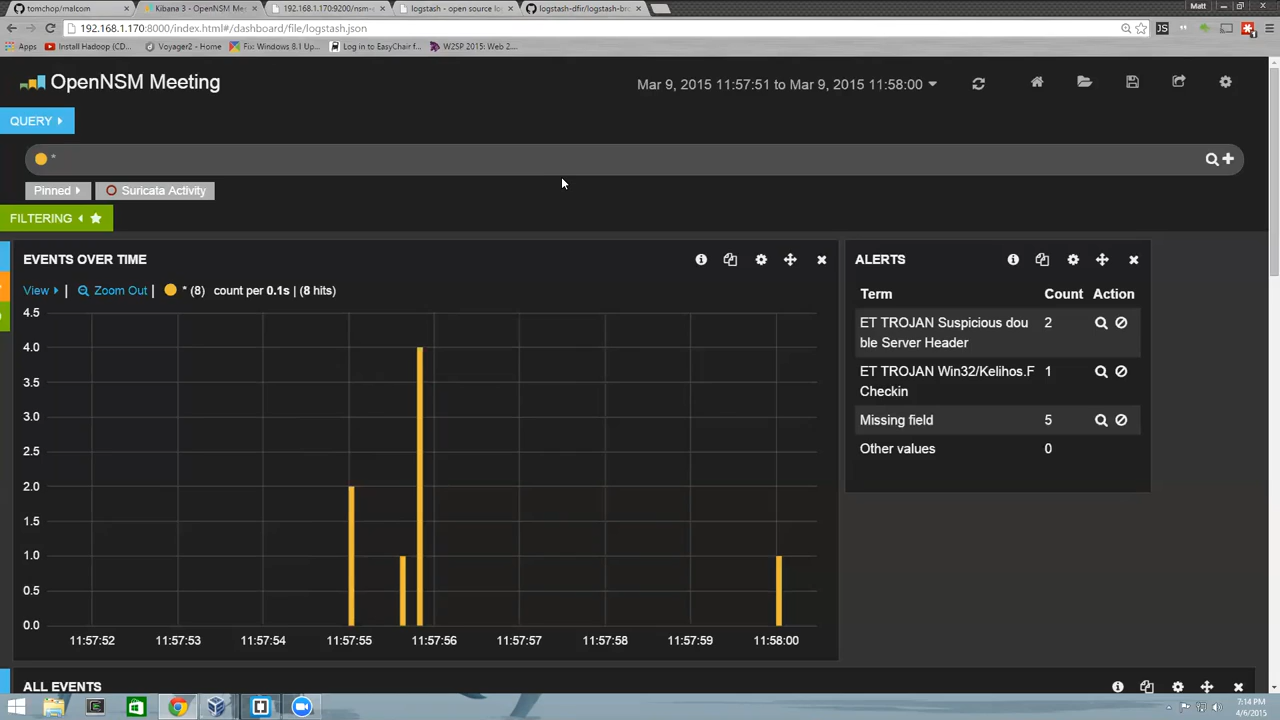 tomchop/malcom
Kibana 3 - OpenNSM Me
192.168.1.170:9200/nsm-
logstash - open source lo
logstash-dfir/logstash-bro
Matt
192.168.1.170:8000/index.html#/dashboard/file/logstash.json
Apps
Install Hadoop (CD...
Voyager2 - Home
Fix: Windows 8.1 Up...
Log in to EasyChair f...
W2SP 2015: Web 2....
OpenNSM Meeting
Mar 9, 2015 11:57:51 to Mar 9, 2015 11:58:00
QUERY
*
Pinned
Suricata Activity
FILTERING
EVENTS OVER TIME
View | Zoom Out | * (8) count per 0.1s | (8 hits)
4.5
4.0
3.5
3.0
2.5
2.0
1.5
1.0
0.5
0.0
11:57:52 11:57:53 11:57:54 11:57:55 11:57:56 11:57:57 11:57:58 11:57:59 11:58:00
ALERTS
Term Count Action
ET TROJAN Suspicious dou 2
ble Server Header
ET TROJAN Win32/Kelihos.F 1
Checkin
Missing field 5
Other values 0
ALL EVENTS
7:14 PM
4/6/2015